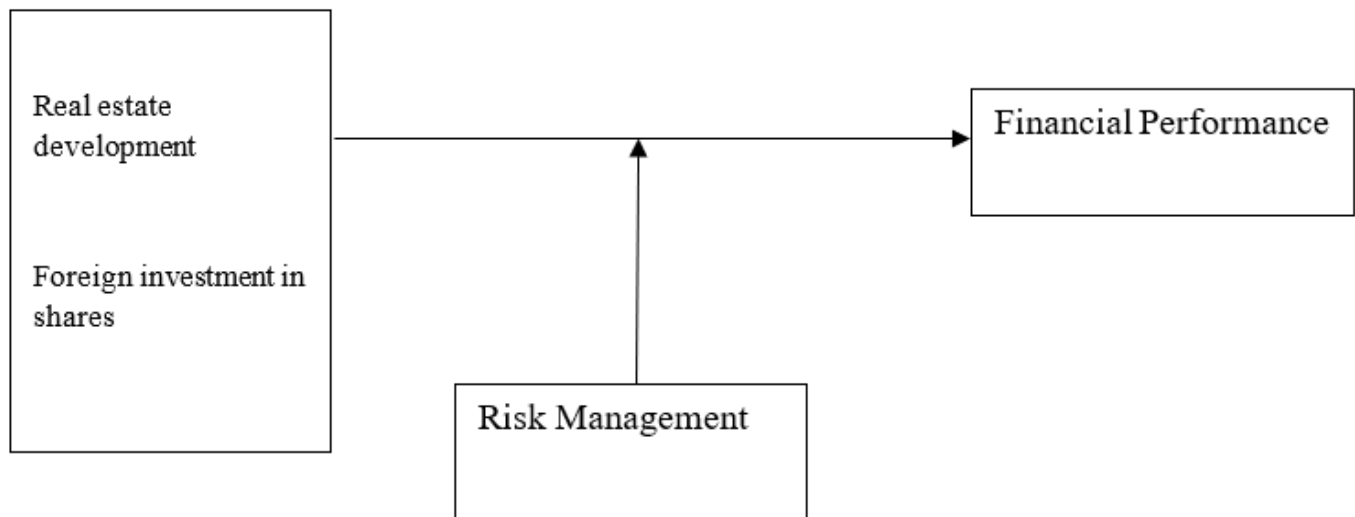 Real estate
development
Financial Performance
Foreign investment in
shares
Risk Management